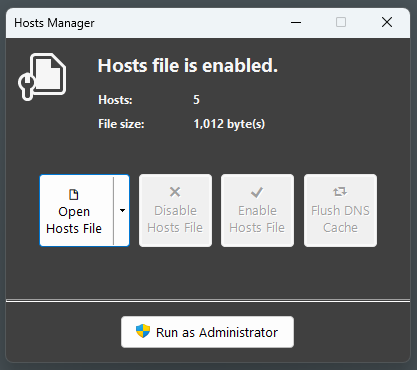 Hosts Manager
Hosts file is enabled.
Hosts: 5
File size: 1,012 byte(s)
Open
Hosts File
Disable
Hosts File
Enable
Hosts File
Flush DNS
Cache
Run as Administrator